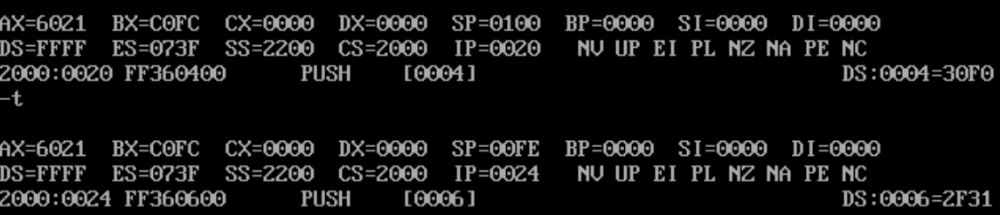 AX=6021 BX=C0FC CX=0000 DX=0000 SP=0100 BP=0000 SI=0000 DI=0000
DS=FFFF ES=073F SS=2200 CS=2000 IP=0020 NV UP EI PL NZ NA PE NC
2000:0020 FF360400 PUSH [0004] DS:0004=30F0
-t
AX=6021 BX=C0FC CX=0000 DX=0000 SP=00FE BP=0000 SI=0000 DI=0000
DS=FFFF ES=073F SS=2200 CS=2000 IP=0024 NV UP EI PL NZ NA PE NC
2000:0024 FF360600 PUSH [0006] DS:0006=2F31